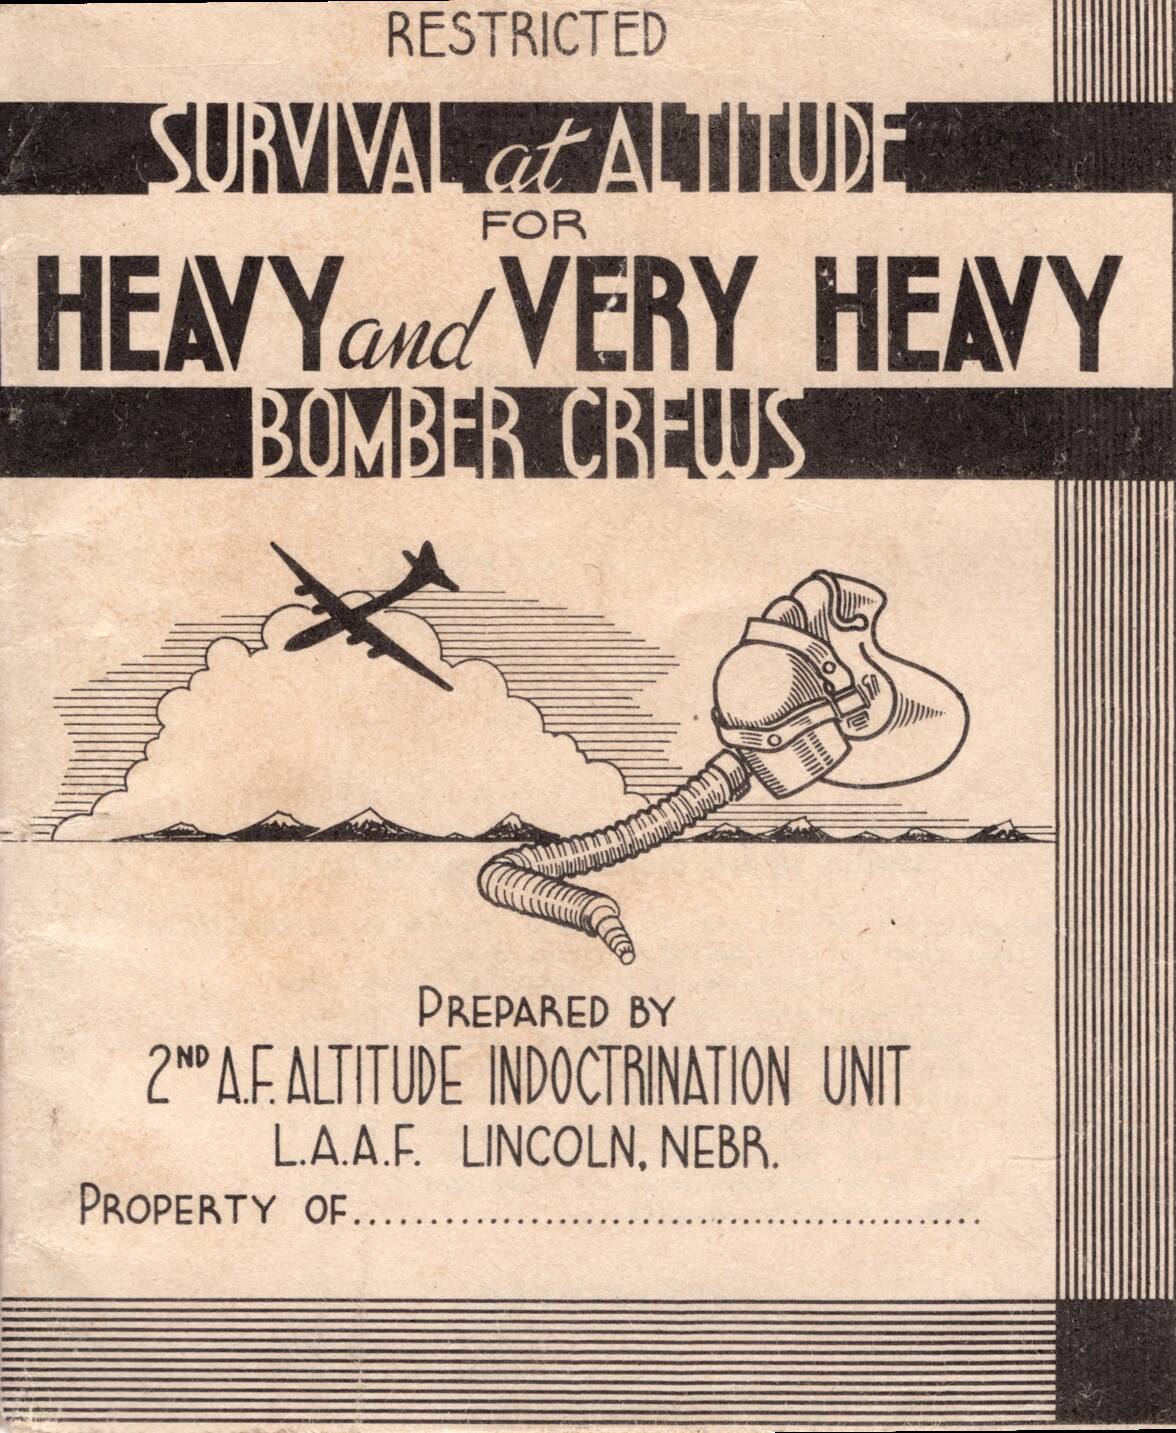 RESTRICTED
SURVIVAL at ALTITUDE
FOR
HEAVY and VERY HEAVY
BOMBER CREWS
PREPARED BY
2ND A.F. ALTITUDE INDOCTRINATION UNIT
L.A.A.F. LINCOLN, NEBR.
PROPERTY OF..................................................